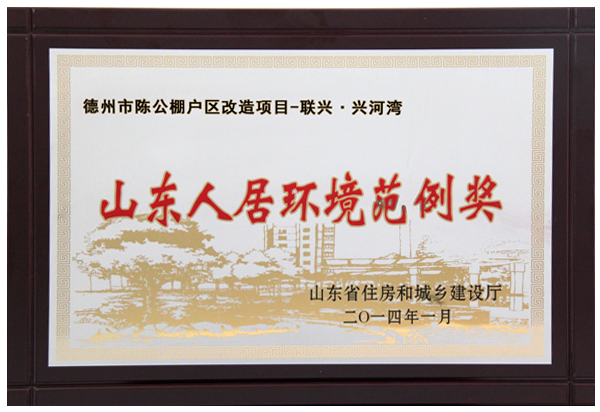 德州市陈公棚户区改造项目-联兴·兴河湾
山东人居环境范例奖
山东省住房和城乡建设厅
二〇一四年一月